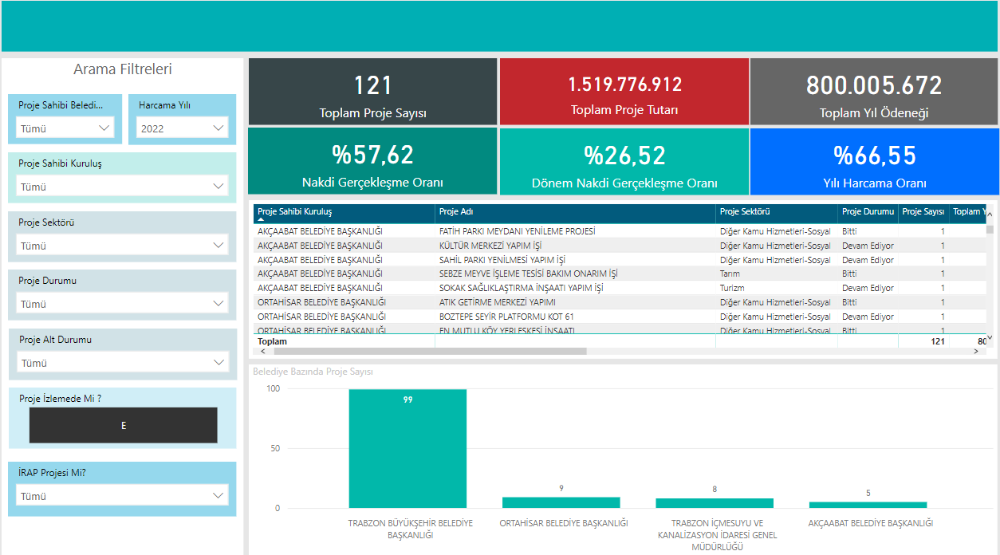 Arama Filtreleri
Proje Sahibi Beledi...
Tümü
Harcama Yılı
2022
Proje Sahibi Kuruluş
Tümü
Proje Sektörü
Tümü
Proje Durumu
Tümü
Proje Alt Durumu
Tümü
Proje İzlemede Mi ?
E
İRAP Projesi Mi?
Tümü
121
Toplam Proje Sayısı
1.519.776.912
Toplam Proje Tutarı
800.005.672
Toplam Yıl Ödeneği
%57,62
Nakdi Gerçekleşme Oranı
%26,52
Dönem Nakdi Gerçekleşme Oranı
%66,55
Yılı Harcama Oranı
Proje Sahibi Kuruluş Proje Adı Proje Sektörü Proje Durumu Proje Sayısı Toplam Y
AKÇAABAT BELEDİYE BAŞKANLIĞI FATİH PARKI MEYDANI YENİLEME PROJESİ Diğer Kamu Hizmetleri-Sosyal Bitti 1
AKÇAABAT BELEDİYE BAŞKANLIĞI KÜLTÜR MERKEZİ YAPIM İŞİ Diğer Kamu Hizmetleri-Sosyal Devam Ediyor 1
AKÇAABAT BELEDİYE BAŞKANLIĞI SAHİL PARKI YENİLMESİ YAPIM İŞİ Diğer Kamu Hizmetleri-Sosyal Devam Ediyor 1
AKÇAABAT BELEDİYE BAŞKANLIĞI SEBZE MEYVE İŞLEME TESİSİ BAKIM ONARIM İŞİ Tarım Bitti 1
AKÇAABAT BELEDİYE BAŞKANLIĞI SOKAK SAĞLIKLAŞTIRMA İNŞAATI YAPIM İŞİ Turizm Devam Ediyor 1
ORTAHİSAR BELEDİYE BAŞKANLIĞI ATIK GETİRME MERKEZİ YAPIMI Diğer Kamu Hizmetleri-Sosyal Bitti 1
ORTAHİSAR BELEDİYE BAŞKANLIĞI BOZTEPE SEYİR PLATFORMU KOT 61 Diğer Kamu Hizmetleri-Sosyal Devam Ediyor 1
ORTAHİSAR BELEDİYE BAŞKANLIĞI EN MUTLU KÖY YERLEŞKESİ İNŞAATI Diğer Kamu Hizmetleri-Sosyal Bitti 1
Toplam 121 80
Belediye Bazında Proje Sayısı
100
50
0
99
9
8
5
TRABZON BÜYÜKŞEHİR BELEDİYE
BAŞKANLIĞI
ORTAHİSAR BELEDİYE BAŞKANLIĞI
TRABZON İÇMESUYU VE
KANALİZASYON İDARESİ GENEL
MÜDÜRLÜĞÜ
AKÇAABAT BELEDİYE BAŞKANLIĞI